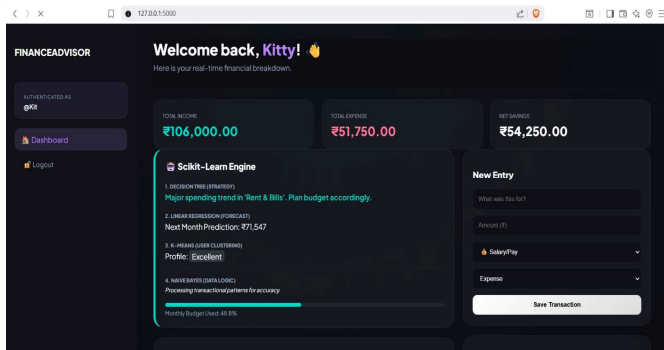 127.0.0.1:5000
FINANCEADVISOR
AUTHENTICATED AS
@Kit
Dashboard
Logout
Welcome back, Kitty! 👋
Here is your real-time financial breakdown.
TOTAL INCOME
₹106,000.00
TOTAL EXPENSE
₹51,750.00
NET SAVINGS
₹54,250.00
Scikit-Learn Engine
1. DECISION TREE (STRATEGY)
Major spending trend in 'Rent & Bills'. Plan budget accordingly.
2. LINEAR REGRESSION (FORECAST)
Next Month Prediction: ₹71,547
3. K-MEANS (USER CLUSTERING)
Profile: Excellent
4. NAIVE BAYES (DATA LOGIC)
Processing transactional patterns for accuracy.
Monthly Budget Used: 48.8%
New Entry
What was this for?
Amount (₹)
Salary/Pay
Expense
Save Transaction